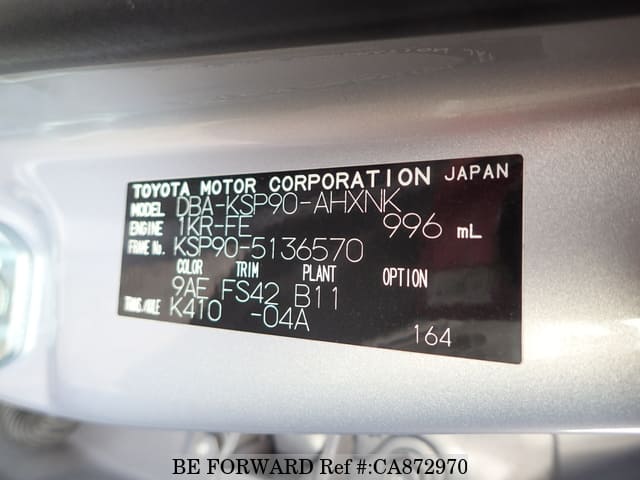 TOYOTA MOTOR CORPORATION JAPAN
MODEL DBA-KSP90-AHXNK
ENGINE 1KR-FE 996 mL
FRAME No. KSP90-5136570
COLOR TRIM PLANT OPTION
9AE FS42 B11
TRANS/AXLE K410 -04A
164
BE FORWARD Ref #:CA872970